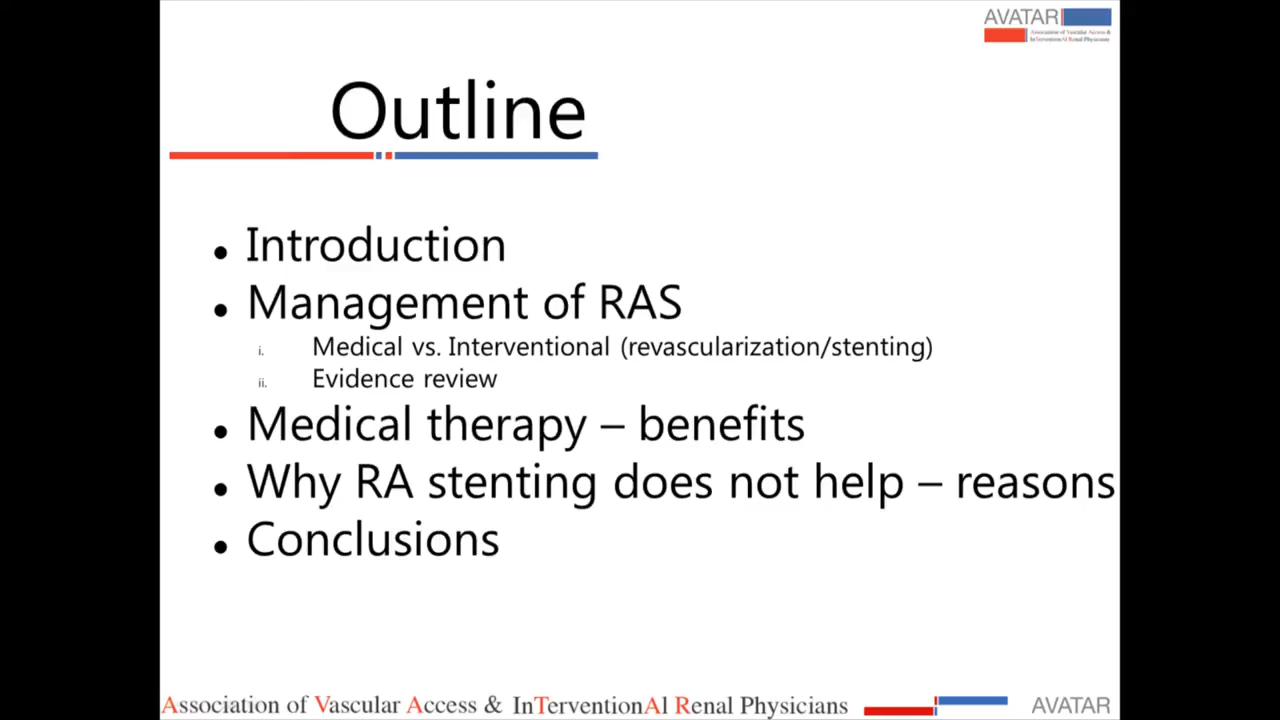 AVATAR
Association of Vascular Access &
InTerventionAl Renal Physicians
Outline
• Introduction
• Management of RAS
i. Medical vs. Interventional (revascularization/stenting)
ii. Evidence review
• Medical therapy – benefits
• Why RA stenting does not help – reasons
• Conclusions
Association of Vascular Access & InTerventionAl Renal Physicians AVATAR